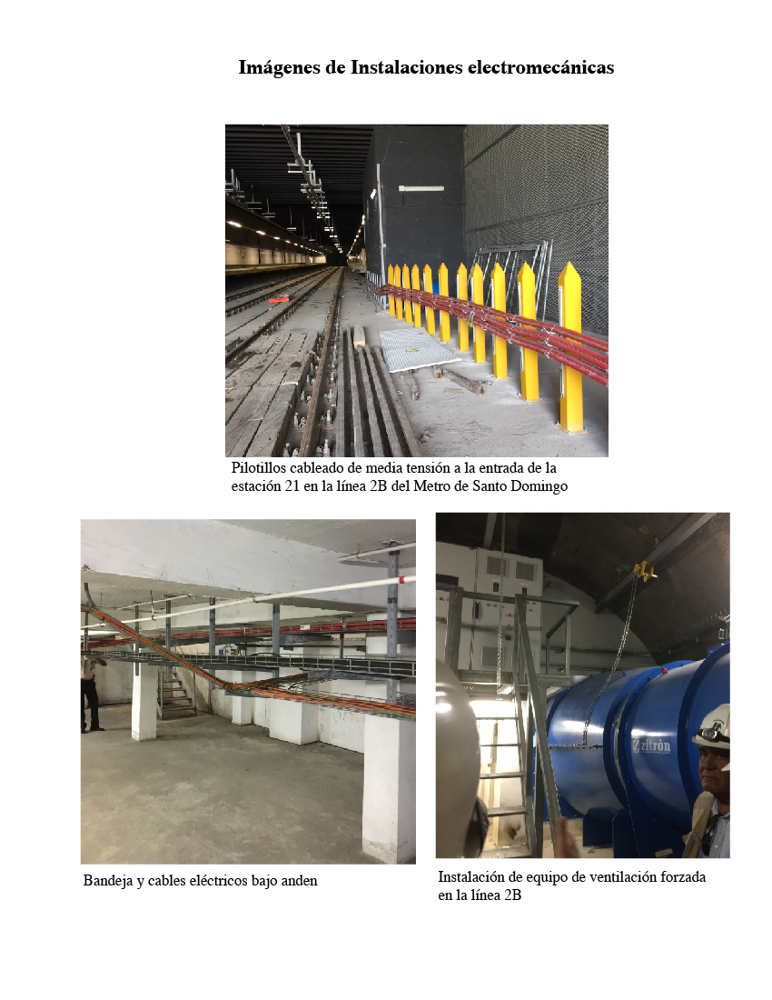 Imágenes de Instalaciones electromecánicas
Pilotillos cableado de media tensión a la entrada de la
estación 21 en la línea 2B del Metro de Santo Domingo
zitrón
Bandeja y cables eléctricos bajo anden
Instalación de equipo de ventilación forzada
en la línea 2B